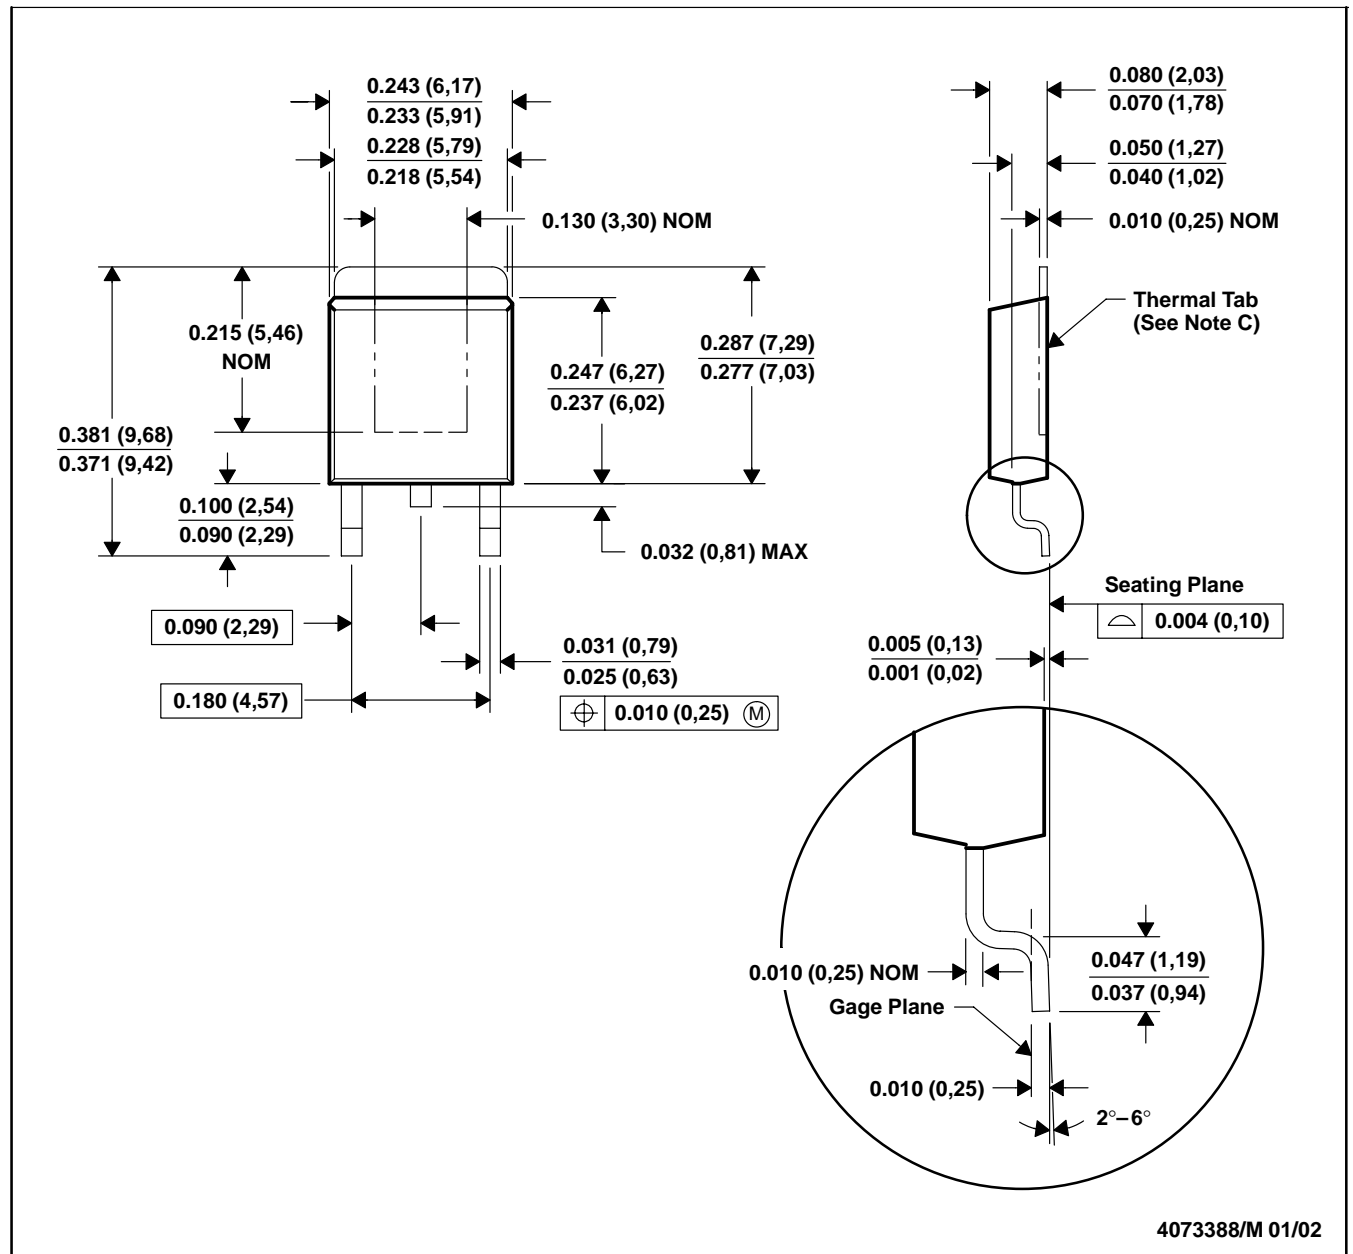 0.243 (6,17)
0.233 (5,91)
0.228 (5,79)
0.218 (5,54)
0.130 (3,30) NOM
0.215 (5,46)
NOM
0.381 (9,68)
0.371 (9,42)
0.100 (2,54)
0.090 (2,29)
0.247 (6,27)
0.237 (6,02)
0.287 (7,29)
0.277 (7,03)
0.032 (0,81) MAX
0.090 (2,29)
0.180 (4,57)
0.031 (0,79)
0.025 (0,63)
0.010 (0,25) M
0.080 (2,03)
0.070 (1,78)
0.050 (1,27)
0.040 (1,02)
0.010 (0,25) NOM
Thermal Tab
(See Note C)
Seating Plane
0.004 (0,10)
0.005 (0,13)
0.001 (0,02)
0.010 (0,25) NOM
Gage Plane
0.010 (0,25)
0.047 (1,19)
0.037 (0,94)
2°–6°
4073388/M 01/02